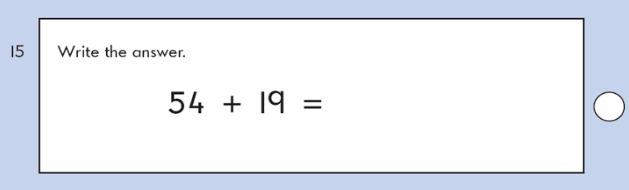 15 Write the answer.
54 + 19 =